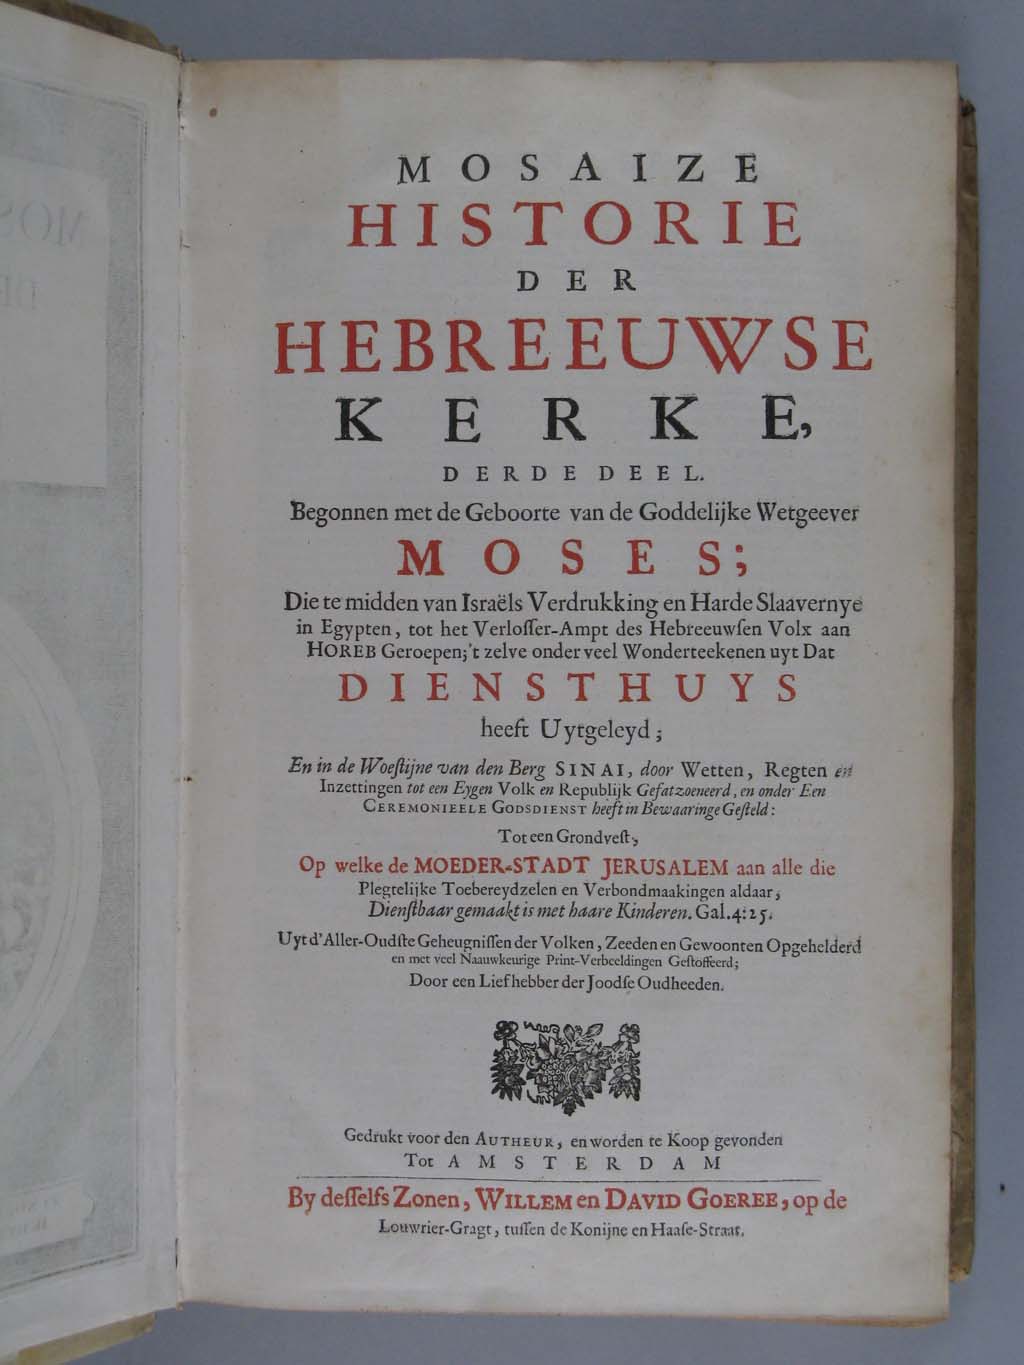 MOSAIZE
HISTORIE
DER
HEBREEUWSE
KERKE,
DERDE DEEL.
Begonnen met de Geboorte van de Goddelijke Wetgeever
MOSES;
Die te midden van Israëls Verdrukking en Harde Slaavernye
in Egypten, tot het Verlosser-Ampt des Hebreeuwsen Volx aan
HOREB Geroepen; 't zelve onder veel Wonderteekenen uyt Dat
DIENSTHUYS
heeft Uytgeleyd;
En in de Woestijne van den Berg SINAI, door Wetten, Regten en
Inzettingen tot een Eygen Volk en Republijk Gefatzoeneerd, en onder Een
CEREMONIEELE GODSDIENST heeft in Bewaaringe Gesteld:
Tot een Grondvest,
Op welke de MOEDER-STADT JERUSALEM aan alle die
Plegtelijke Toebereydzelen en Verbondmaakingen aldaar,
Dienstbaar gemaakt is met haare Kinderen. Gal. 4: 25.
Uyt d'Aller-Oudste Geheugnissen der Volken, Zeeden en Gewoonten Opgehelderd
en met veel Naauwkeurige Print-Verbeeldingen Gestoffeerd;
Door een Liefhebber der Joodse Oudheeden.
Gedrukt voor den AUTHEUR, en worden te Koop gevonden
Tot AMSTERDAM
By desselfs Zonen, WILLEM en DAVID GOEREE, op de
Louwrier-Gragt, tussen de Konijne en Haase-Straat.